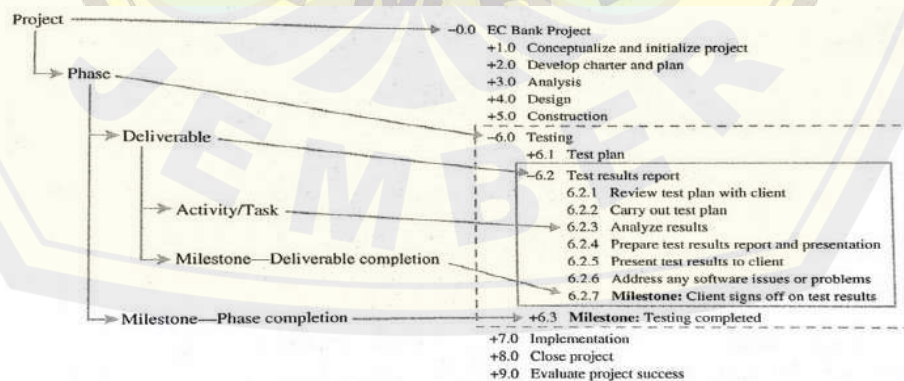 Project
−0.0 EC Bank Project
+1.0 Conceptualize and initialize project
+2.0 Develop charter and plan
Phase
+3.0 Analysis
+4.0 Design
+5.0 Construction
Deliverable
−6.0 Testing
+6.1 Test plan
−6.2 Test results report
6.2.1 Review test plan with client
6.2.2 Carry out test plan
Activity/Task
6.2.3 Analyze results
6.2.4 Prepare test results report and presentation
Milestone—Deliverable completion
6.2.5 Present test results to client
6.2.6 Address any software issues or problems
6.2.7 Milestone: Client signs off on test results
Milestone—Phase completion
+6.3 Milestone: Testing completed
+7.0 Implementation
+8.0 Close project
+9.0 Evaluate project success
JEMBER